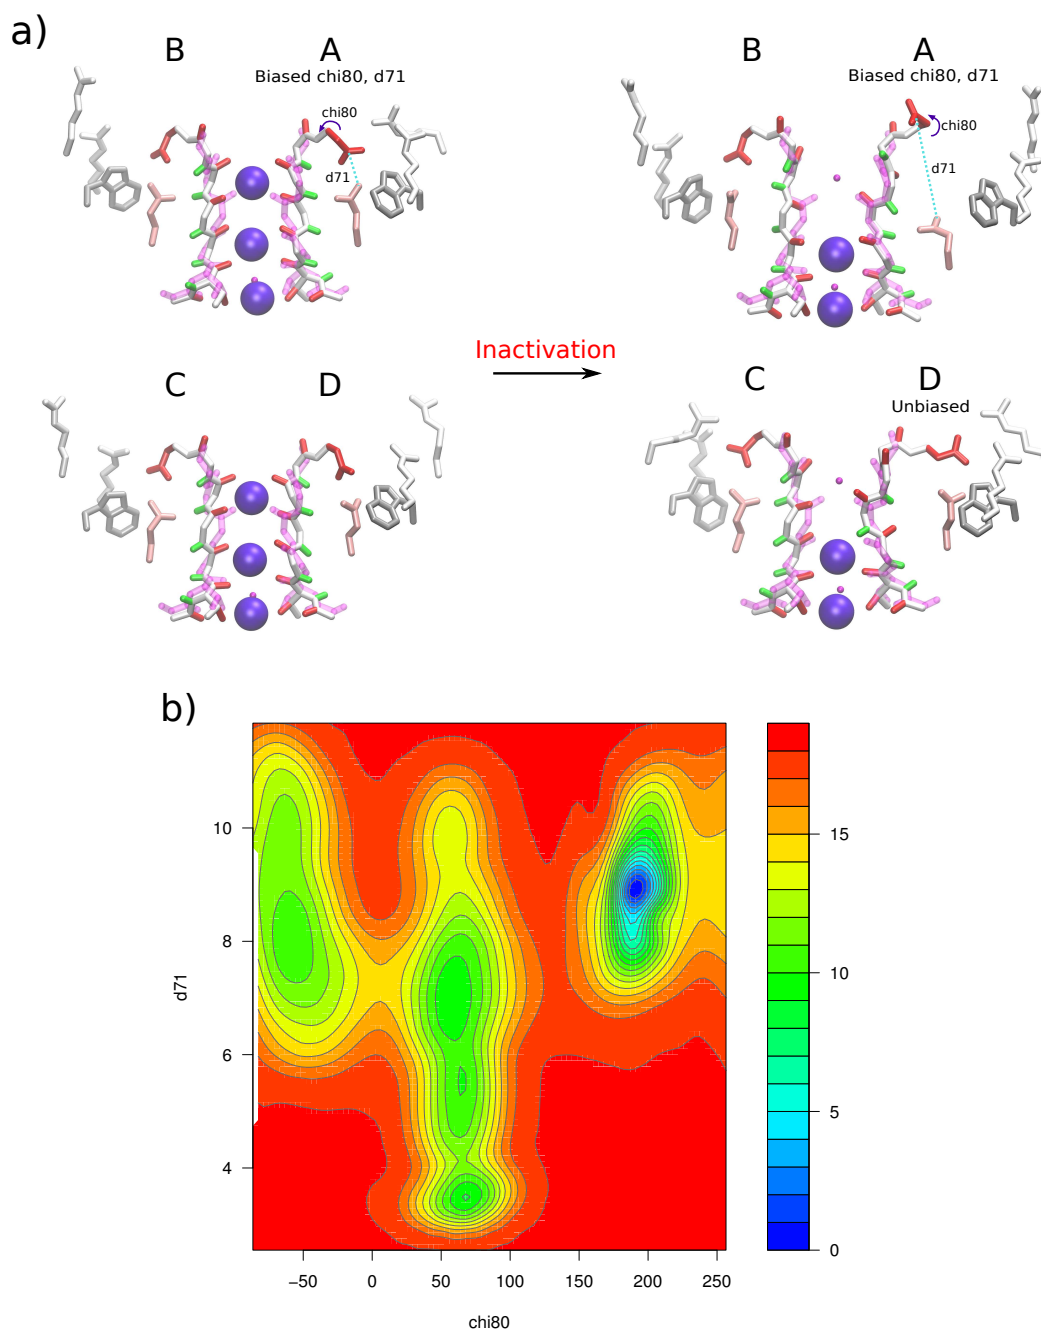 a)
B A
Biased chi80, d71
chi80
d71
B A
Biased chi80, d71
chi80
d71
Inactivation
C D
C D
Unbiased
b)
10
8
6
4
d71
−50 0 50 100 150 200 250
chi80
15
10
5
0